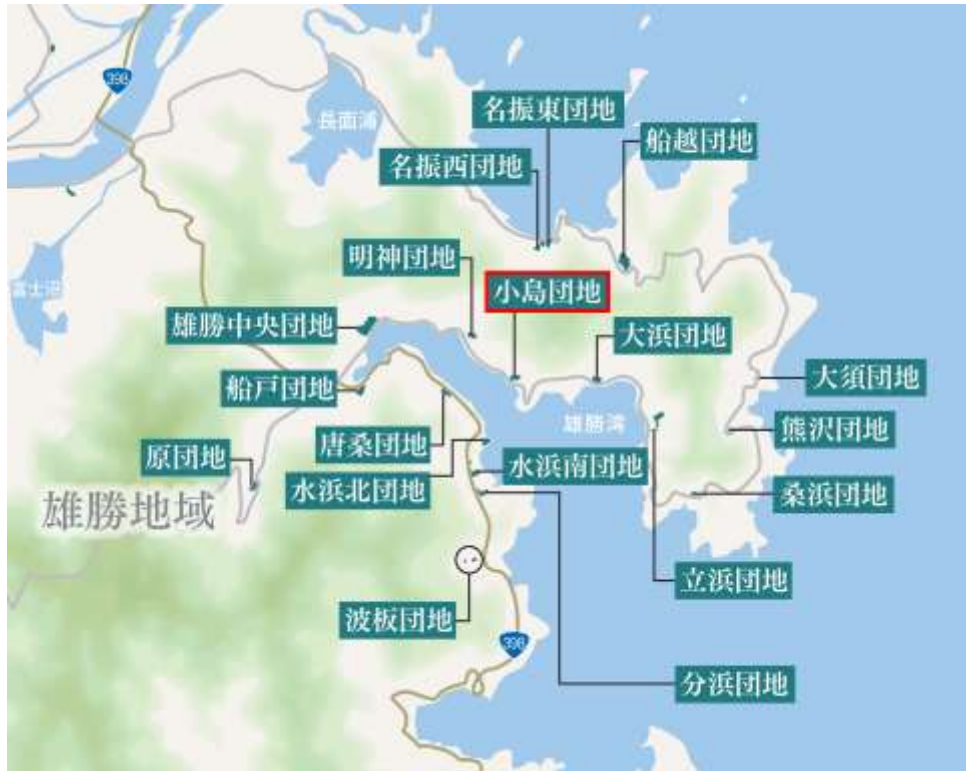 398
名振東団地
長面浦
船越団地
名振西団地
明神団地
小島団地
富士沼
雄勝中央団地
大浜団地
船戸団地
大須団地
雄勝湾
唐桑団地
熊沢団地
原団地
水浜南団地
水浜北団地
桑浜団地
雄勝地域
立浜団地
波板団地
398
分浜団地